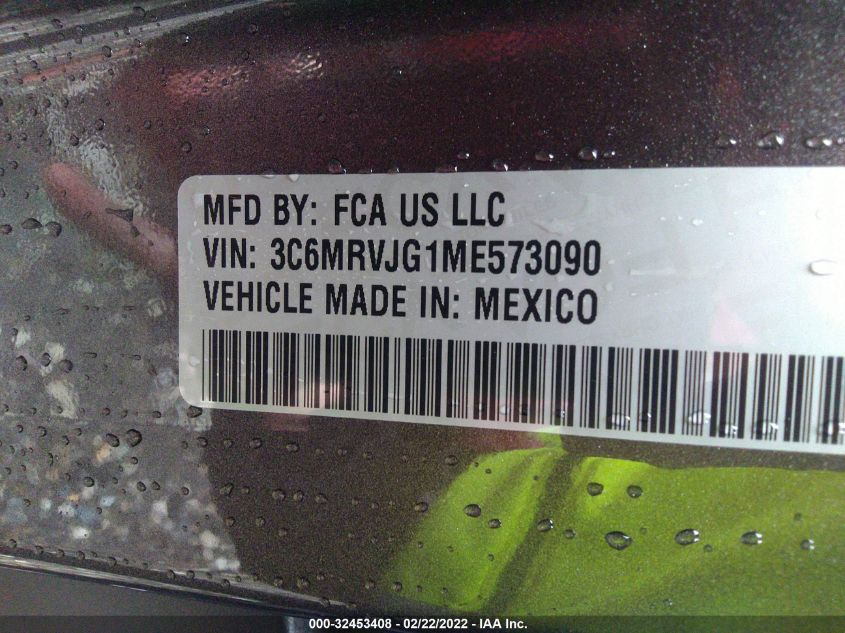 MFD BY: FCA US LLC
VIN: 3C6MRVJG1ME573090
VEHICLE MADE IN: MEXICO
000-32453408 - 02/22/2022 - IAA Inc.